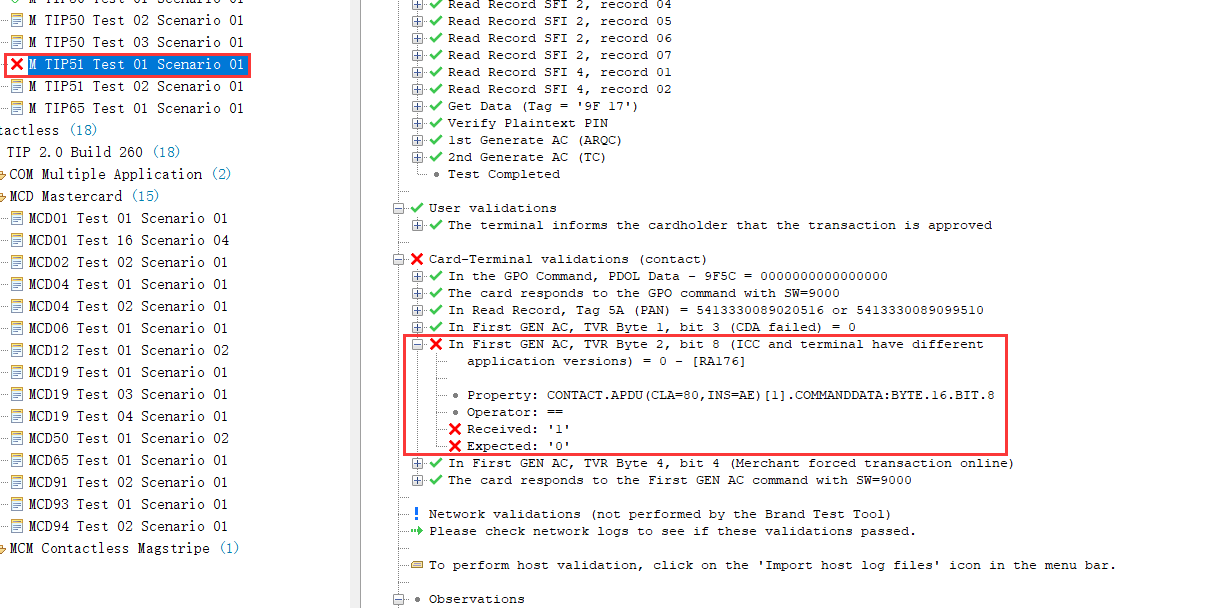 M TIP50 Test 01 Scenario 01
M TIP50 Test 02 Scenario 01
M TIP50 Test 03 Scenario 01
M TIP51 Test 01 Scenario 01
M TIP51 Test 02 Scenario 01
M TIP65 Test 01 Scenario 01
tactless (18)
TIP 2.0 Build 260 (18)
COM Multiple Application (2)
MCD Mastercard (15)
MCD01 Test 01 Scenario 01
MCD01 Test 16 Scenario 04
MCD02 Test 02 Scenario 01
MCD04 Test 01 Scenario 01
MCD04 Test 02 Scenario 01
MCD06 Test 01 Scenario 01
MCD12 Test 01 Scenario 02
MCD19 Test 01 Scenario 01
MCD19 Test 03 Scenario 01
MCD19 Test 04 Scenario 01
MCD50 Test 01 Scenario 02
MCD65 Test 01 Scenario 01
MCD91 Test 02 Scenario 01
MCD93 Test 01 Scenario 01
MCD94 Test 02 Scenario 01
MCM Contactless Magstripe (1)
Read Record SFI 2, record 04
Read Record SFI 2, record 05
Read Record SFI 2, record 06
Read Record SFI 2, record 07
Read Record SFI 4, record 01
Read Record SFI 4, record 02
Get Data (Tag = '9F 17')
Verify Plaintext PIN
1st Generate AC (ARQC)
2nd Generate AC (TC)
Test Completed
User validations
The terminal informs the cardholder that the transaction is approved
Card-Terminal validations (contact)
In the GPO Command, PDOL Data - 9F5C = 0000000000000000
The card responds to the GPO command with SW=9000
In Read Record, Tag 5A (PAN) = 5413330089020516 or 5413330089099510
In First GEN AC, TVR Byte 1, bit 3 (CDA failed) = 0
In First GEN AC, TVR Byte 2, bit 8 (ICC and terminal have different
application versions) = 0 - [RA176]
Property: CONTACT.APDU(CLA=80,INS=AE)[1].COMMANDDATA:BYTE.16.BIT.8
Operator: ==
Received: '1'
Expected: '0'
In First GEN AC, TVR Byte 4, bit 4 (Merchant forced transaction online)
The card responds to the First GEN AC command with SW=9000
Network validations (not performed by the Brand Test Tool)
Please check network logs to see if these validations passed.
To perform host validation, click on the 'Import host log files' icon in the menu bar.
Observations